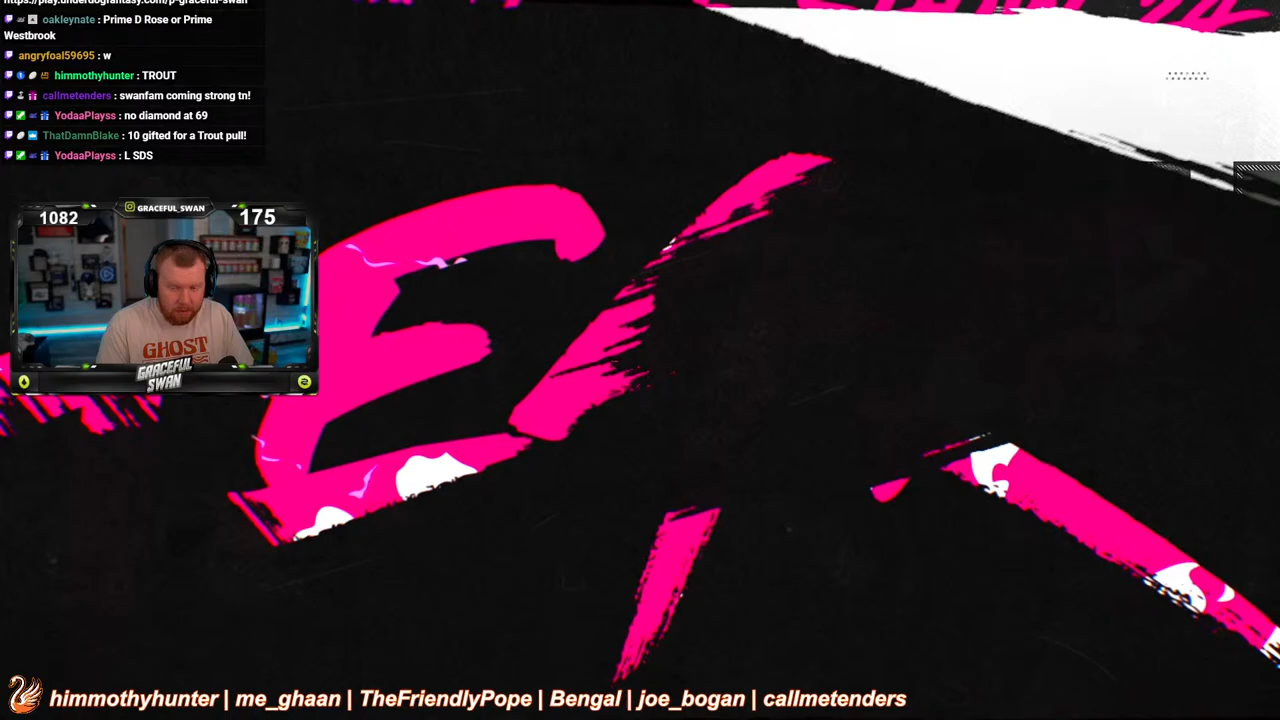 https://play.underdogfantasy.com/p-graceful-swan
oakleynate : Prime D Rose or Prime
Westbrook
angryfoal59695 : w
himmothyhunter : TROUT
callmetenders : swanfam coming strong tn!
YodaaPlayss : no diamond at 69
ThatDamnBlake : 10 gifted for a Trout pull!
YodaaPlayss : L SDS
1082
GRACEFUL_SWAN
175
GHOST
GRACEFUL
SWAN
E
himmothyhunter | me_ghaan | TheFriendlyPope | Bengal | joe_bogan | callmetenders